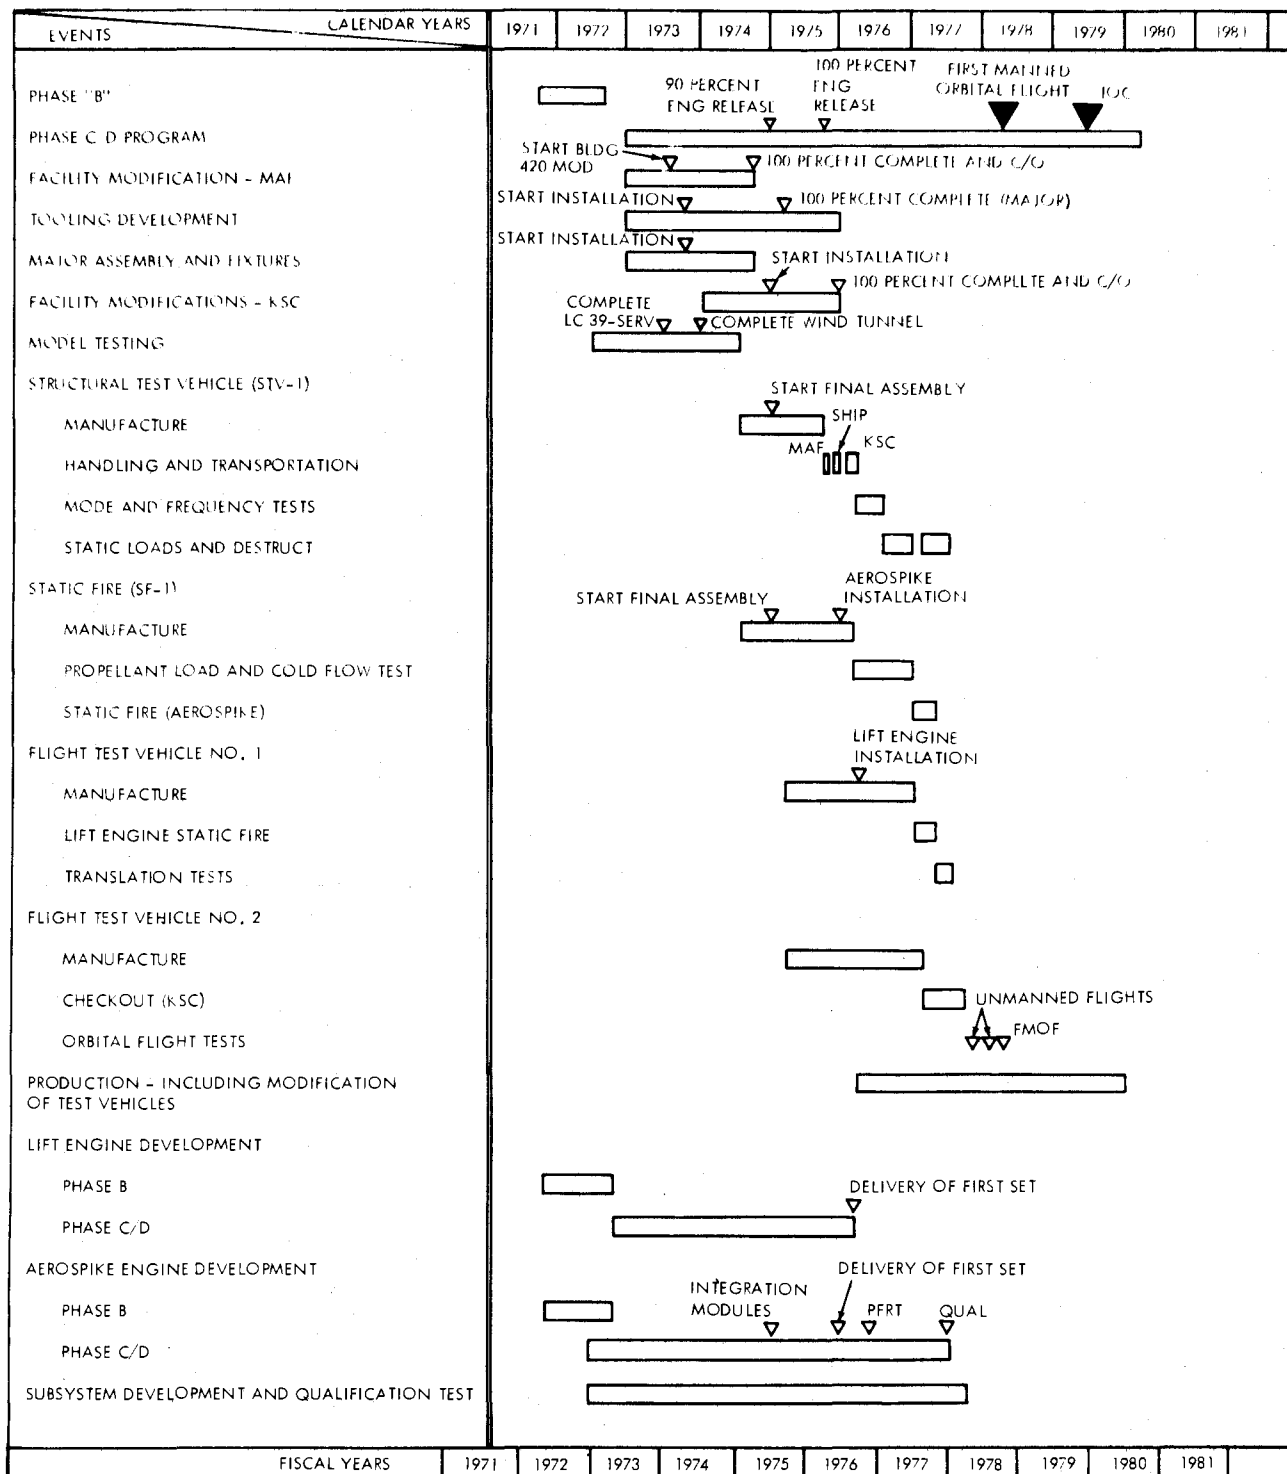 CALENDAR YEARS
EVENTS
1971 1972 1973 1974 1975 1976 1977 1978 1979 1980 1981
100 PERCENT ENG RELEASE
FIRST MANNED ORBITAL FLIGHT
90 PERCENT ENG RELEASE
IOC
PHASE "B"
PHASE C D PROGRAM
START BLDG 420 MOD
100 PERCENT COMPLETE AND C/O
FACILITY MODIFICATION - MAF
START INSTALLATION
100 PERCENT COMPLETE (MAJOR)
TOOLING DEVELOPMENT
START INSTALLATION
MAJOR ASSEMBLY AND FIXTURES
START INSTALLATION
100 PERCENT COMPLETE AND C/O
FACILITY MODIFICATIONS - KSC
COMPLETE LC 39-SERV
COMPLETE WIND TUNNEL
MODEL TESTING
STRUCTURAL TEST VEHICLE (STV-1)
START FINAL ASSEMBLY
MANUFACTURE
SHIP
MAF
KSC
HANDLING AND TRANSPORTATION
MODE AND FREQUENCY TESTS
STATIC LOADS AND DESTRUCT
STATIC FIRE (SF-1)
START FINAL ASSEMBLY
AEROSPIKE INSTALLATION
MANUFACTURE
PROPELLANT LOAD AND COLD FLOW TEST
STATIC FIRE (AEROSPIKE)
FLIGHT TEST VEHICLE NO. 1
LIFT ENGINE INSTALLATION
MANUFACTURE
LIFT ENGINE STATIC FIRE
TRANSLATION TESTS
FLIGHT TEST VEHICLE NO. 2
MANUFACTURE
CHECKOUT (KSC)
UNMANNED FLIGHTS
FMOF
ORBITAL FLIGHT TESTS
PRODUCTION - INCLUDING MODIFICATION
OF TEST VEHICLES
LIFT ENGINE DEVELOPMENT
PHASE B
DELIVERY OF FIRST SET
PHASE C/D
AEROSPIKE ENGINE DEVELOPMENT
DELIVERY OF FIRST SET
INTEGRATION MODULES
PFRT
QUAL
PHASE B
PHASE C/D
SUBSYSTEM DEVELOPMENT AND QUALIFICATION TEST
FISCAL YEARS
1971 1972 1973 1974 1975 1976 1977 1978 1979 1980 1981